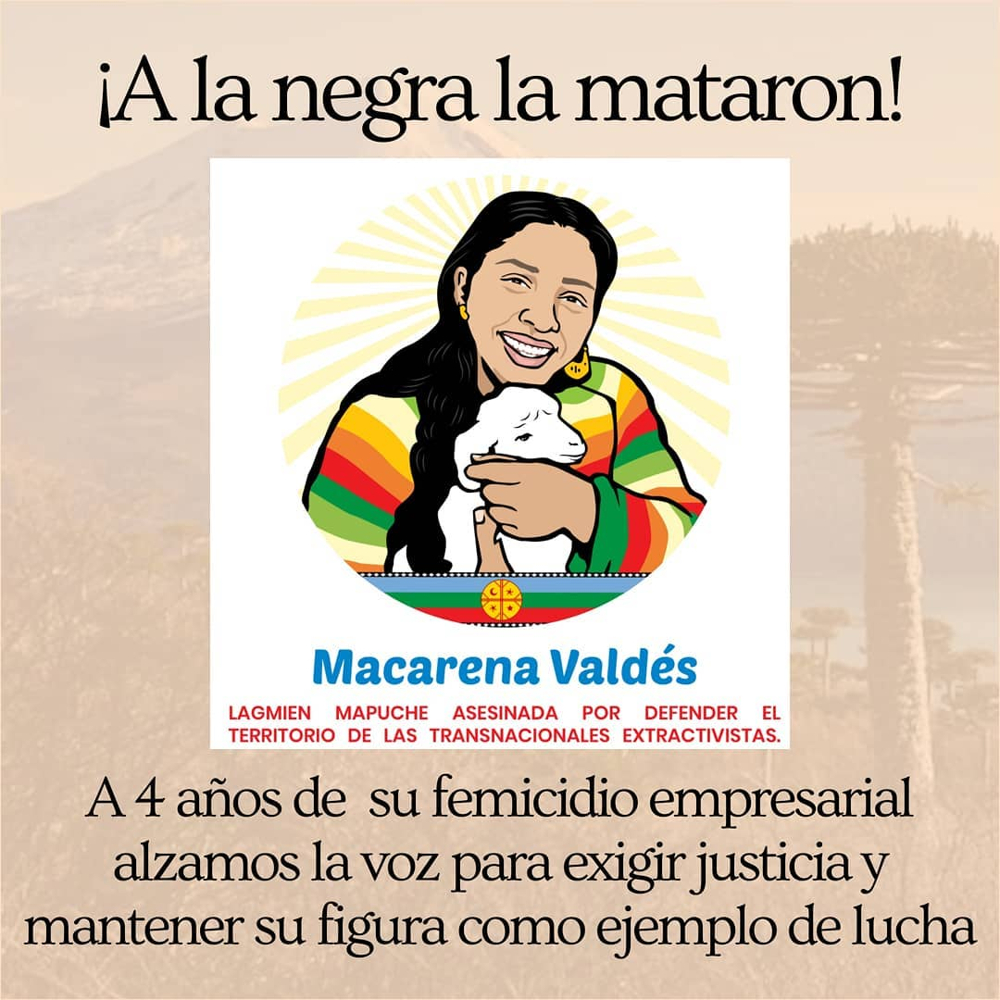 ¡A la negra la mataron!
Macarena Valdés
LAGMIEN MAPUCHE ASESINADA POR DEFENDER EL
TERRITORIO DE LAS TRANSNACIONALES EXTRACTIVISTAS.
A 4 años de su femicidio empresarial
alzamos la voz para exigir justicia y
mantener su figura como ejemplo de lucha